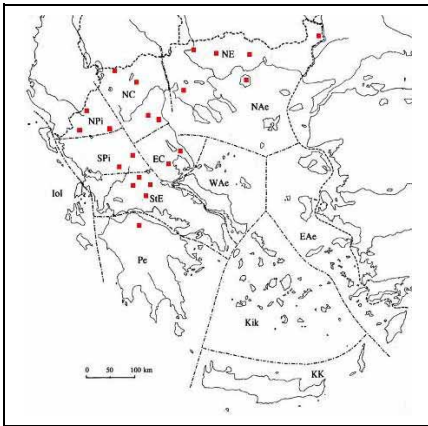 NE
NC
NAe
NPi
SPi
EC
WAe
Iol
StE
EAe
Pe
Kik
KK
0 50 100 km